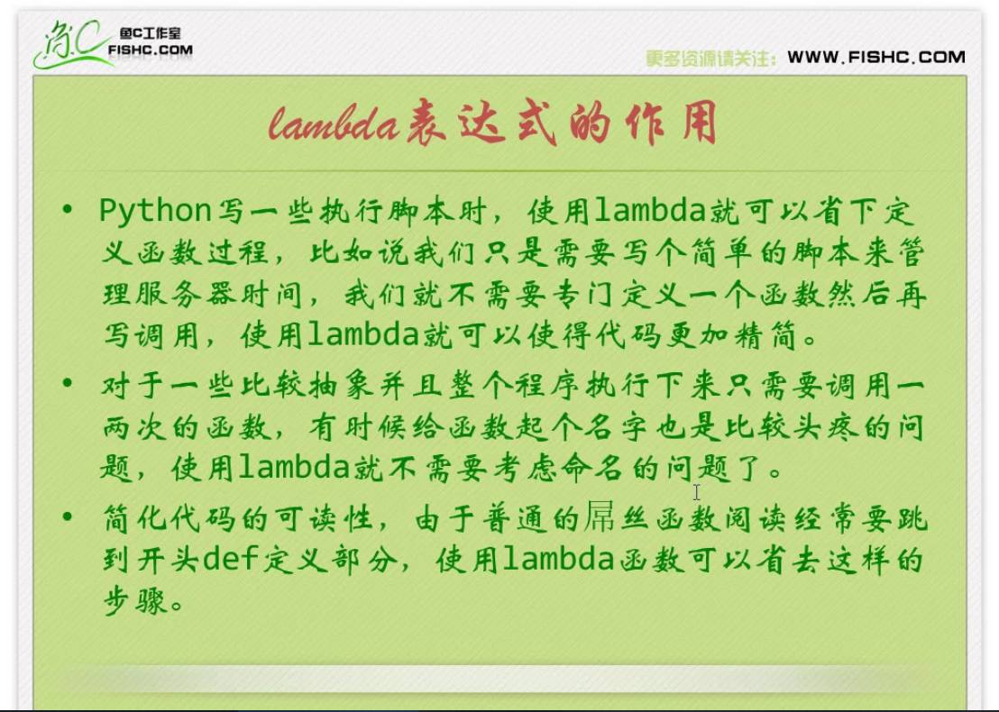 鱼C工作室
FISHC.COM
更多资源请关注：WWW.FISHC.COM
lambda表达式的作用
• Python写一些执行脚本时，使用lambda就可以省下定
义函数过程，比如说我们只是需要写个简单的脚本来管
理服务器时间，我们就不需要专门定义一个函数然后再
写调用，使用lambda就可以使得代码更加精简。
• 对于一些比较抽象并且整个程序执行下来只需要调用一
两次的函数，有时候给函数起个名字也是比较头疼的问
题，使用lambda就不需要考虑命名的问题了。
• 简化代码的可读性，由于普通的屌丝函数阅读经常要跳
到开头def定义部分，使用lambda函数可以省去这样的
步骤。